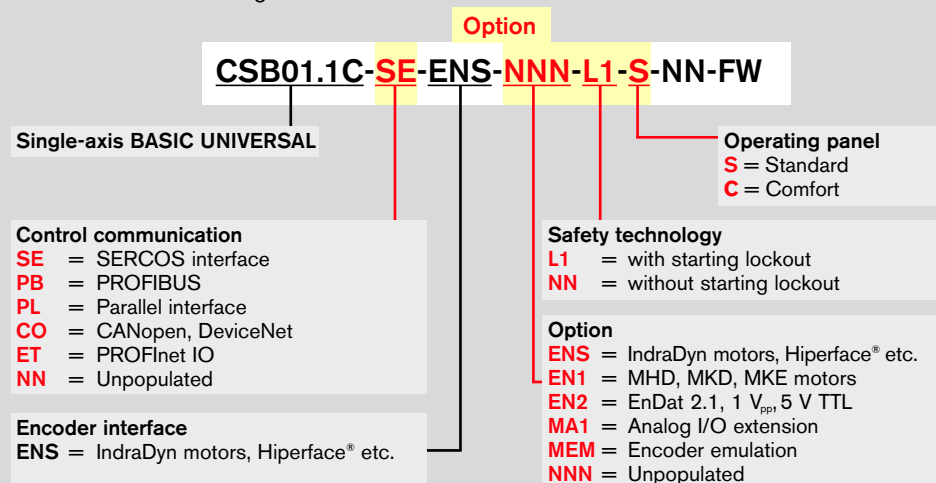 Option
CSB01.1C-SE-ENS-NNN-L1-S-NN-FW
Single-axis BASIC UNIVERSAL
Operating panel
S = Standard
C = Comfort
Control communication
SE = SERCOS interface
PB = PROFIBUS
PL = Parallel interface
CO = CANopen, DeviceNet
ET = PROFInet IO
NN = Unpopulated
Safety technology
L1 = with starting lockout
NN = without starting lockout
Encoder interface
ENS = IndraDyn motors, Hiperface® etc.
Option
ENS = IndraDyn motors, Hiperface® etc.
EN1 = MHD, MKD, MKE motors
EN2 = EnDat 2.1, 1 Vpp, 5 V TTL
MA1 = Analog I/O extension
MEM = Encoder emulation
NNN = Unpopulated